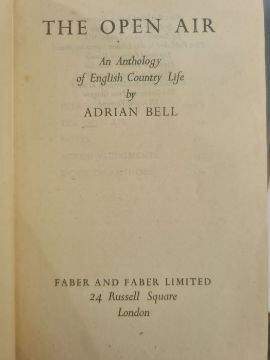 THE OPEN AIR
An Anthology
of English Country Life
by
ADRIAN BELL
FABER AND FABER LIMITED
24 Russell Square
London